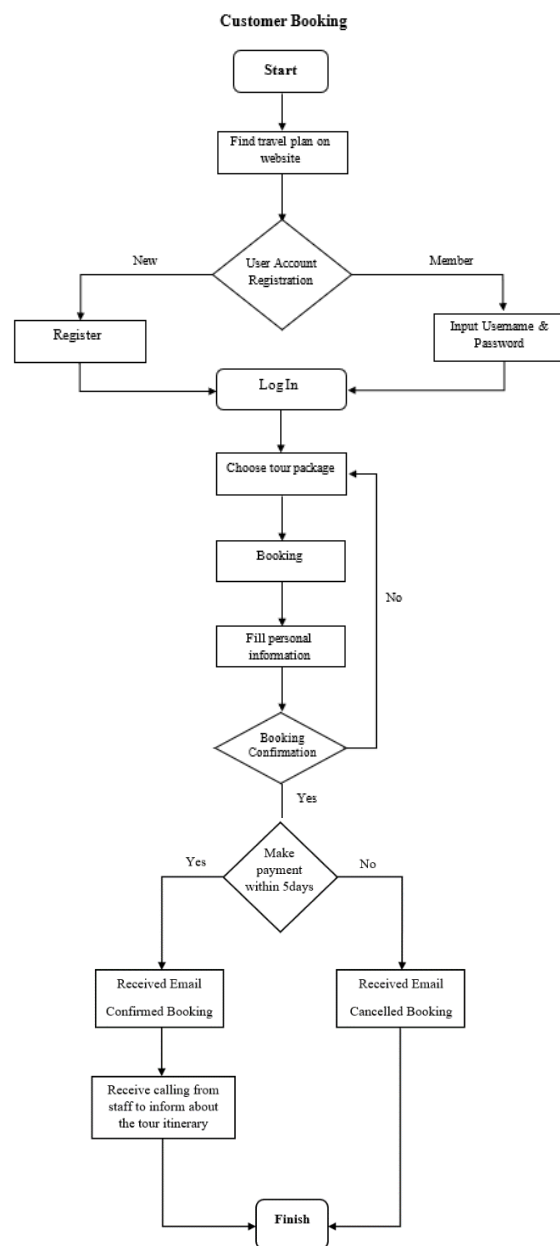 Customer Booking
Start
Find travel plan on
website
User Account
Registration
New
Member
Register
Input Username &
Password
Log In
Choose tour package
Booking
No
Fill personal
information
Booking
Confirmation
Yes
Make
payment
within 5days
Yes
No
Received Email
Confirmed Booking
Received Email
Cancelled Booking
Receive calling from
staff to inform about
the tour itinerary
Finish